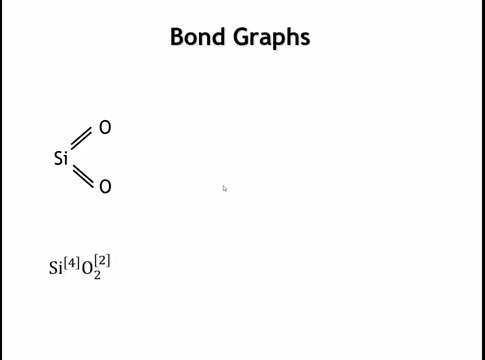 Bond Graphs
O
Si
O
Si[4]O2[2]